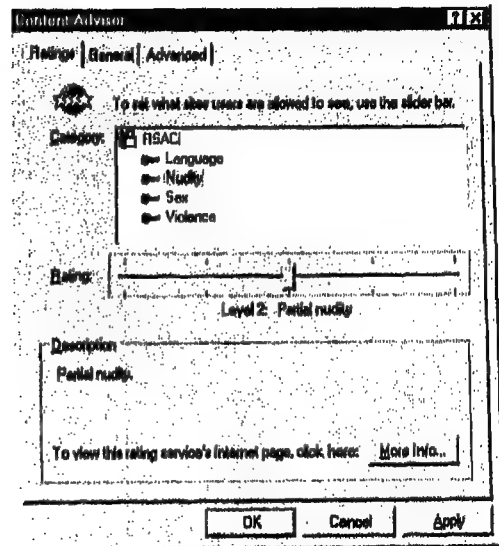 Content Advisor
Ratings General Advanced
To set what sites users are allowed to see, use the slider bar.
Category:
RSACi
Language
Nudity
Sex
Violence
Rating:
Level 2: Partial nudity
Description
Partial nudity.
To view this rating service's Internet page, click here: More Info...
OK Cancel Apply